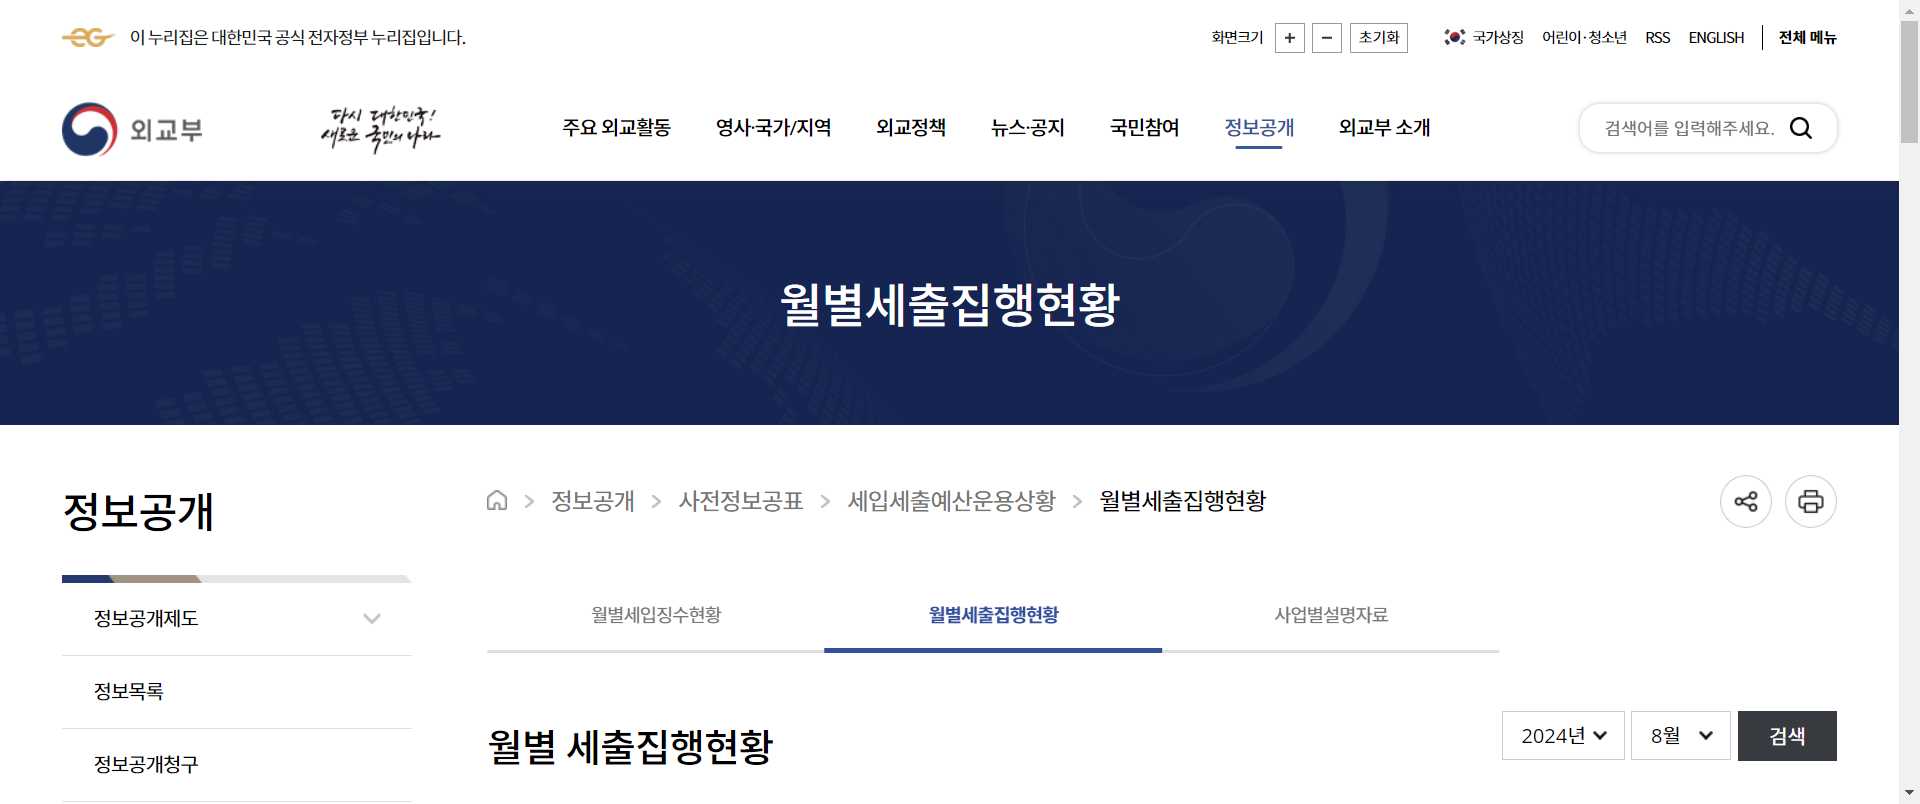 이 누리집은 대한민국 공식 전자정부 누리집입니다.
화면크기 + − 초기화 국가상징 어린이·청소년 RSS ENGLISH 전체 메뉴
외교부
다시 대한민국!
새로운 국민의 나라
주요 외교활동 영사·국가/지역 외교정책 뉴스·공지 국민참여 정보공개 외교부 소개
검색어를 입력해주세요.
월별세출집행현황
정보공개
정보공개 > 사전정보공표 > 세입세출예산운용상황 > 월별세출집행현황
정보공개제도
정보목록
정보공개청구
월별세입징수현황 월별세출집행현황 사업별설명자료
월별 세출집행현황
2024년 8월 검색